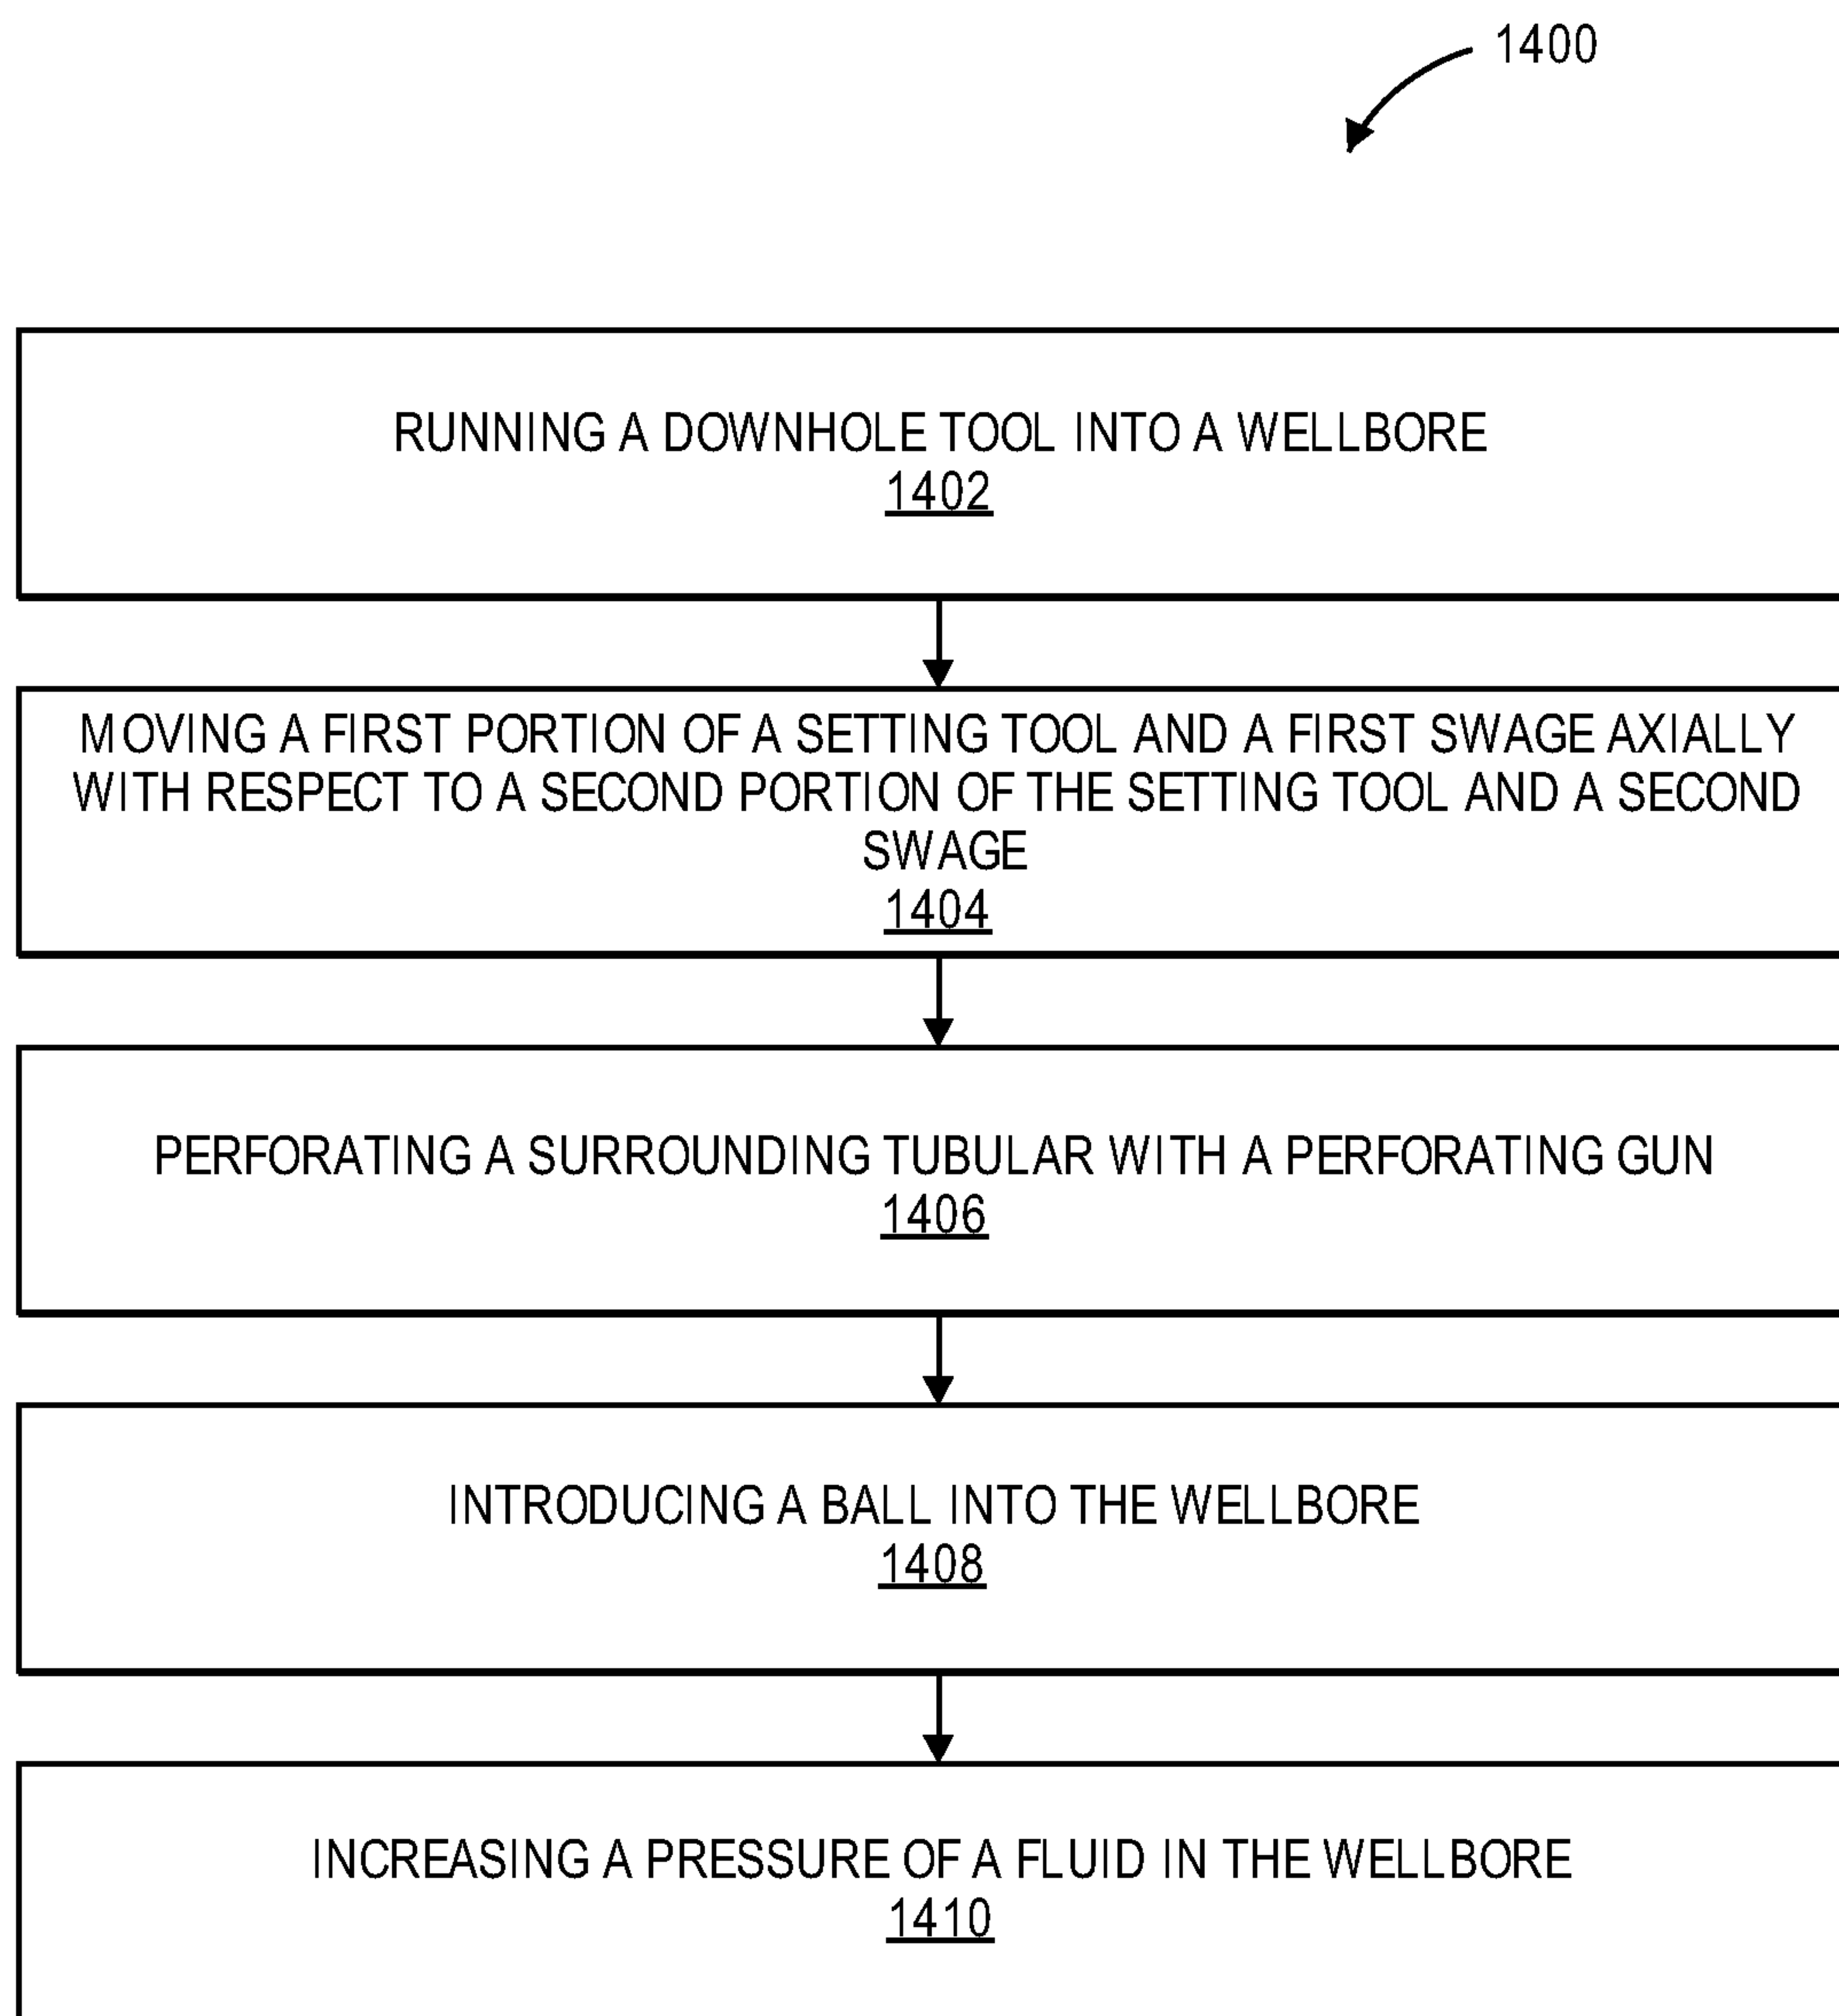 1400
RUNNING A DOWNHOLE TOOL INTO A WELLBORE
1402
MOVING A FIRST PORTION OF A SETTING TOOL AND A FIRST SWAGE AXIALLY
WITH RESPECT TO A SECOND PORTION OF THE SETTING TOOL AND A SECOND
SWAGE
1404
PERFORATING A SURROUNDING TUBULAR WITH A PERFORATING GUN
1406
INTRODUCING A BALL INTO THE WELLBORE
1408
INCREASING A PRESSURE OF A FLUID IN THE WELLBORE
1410